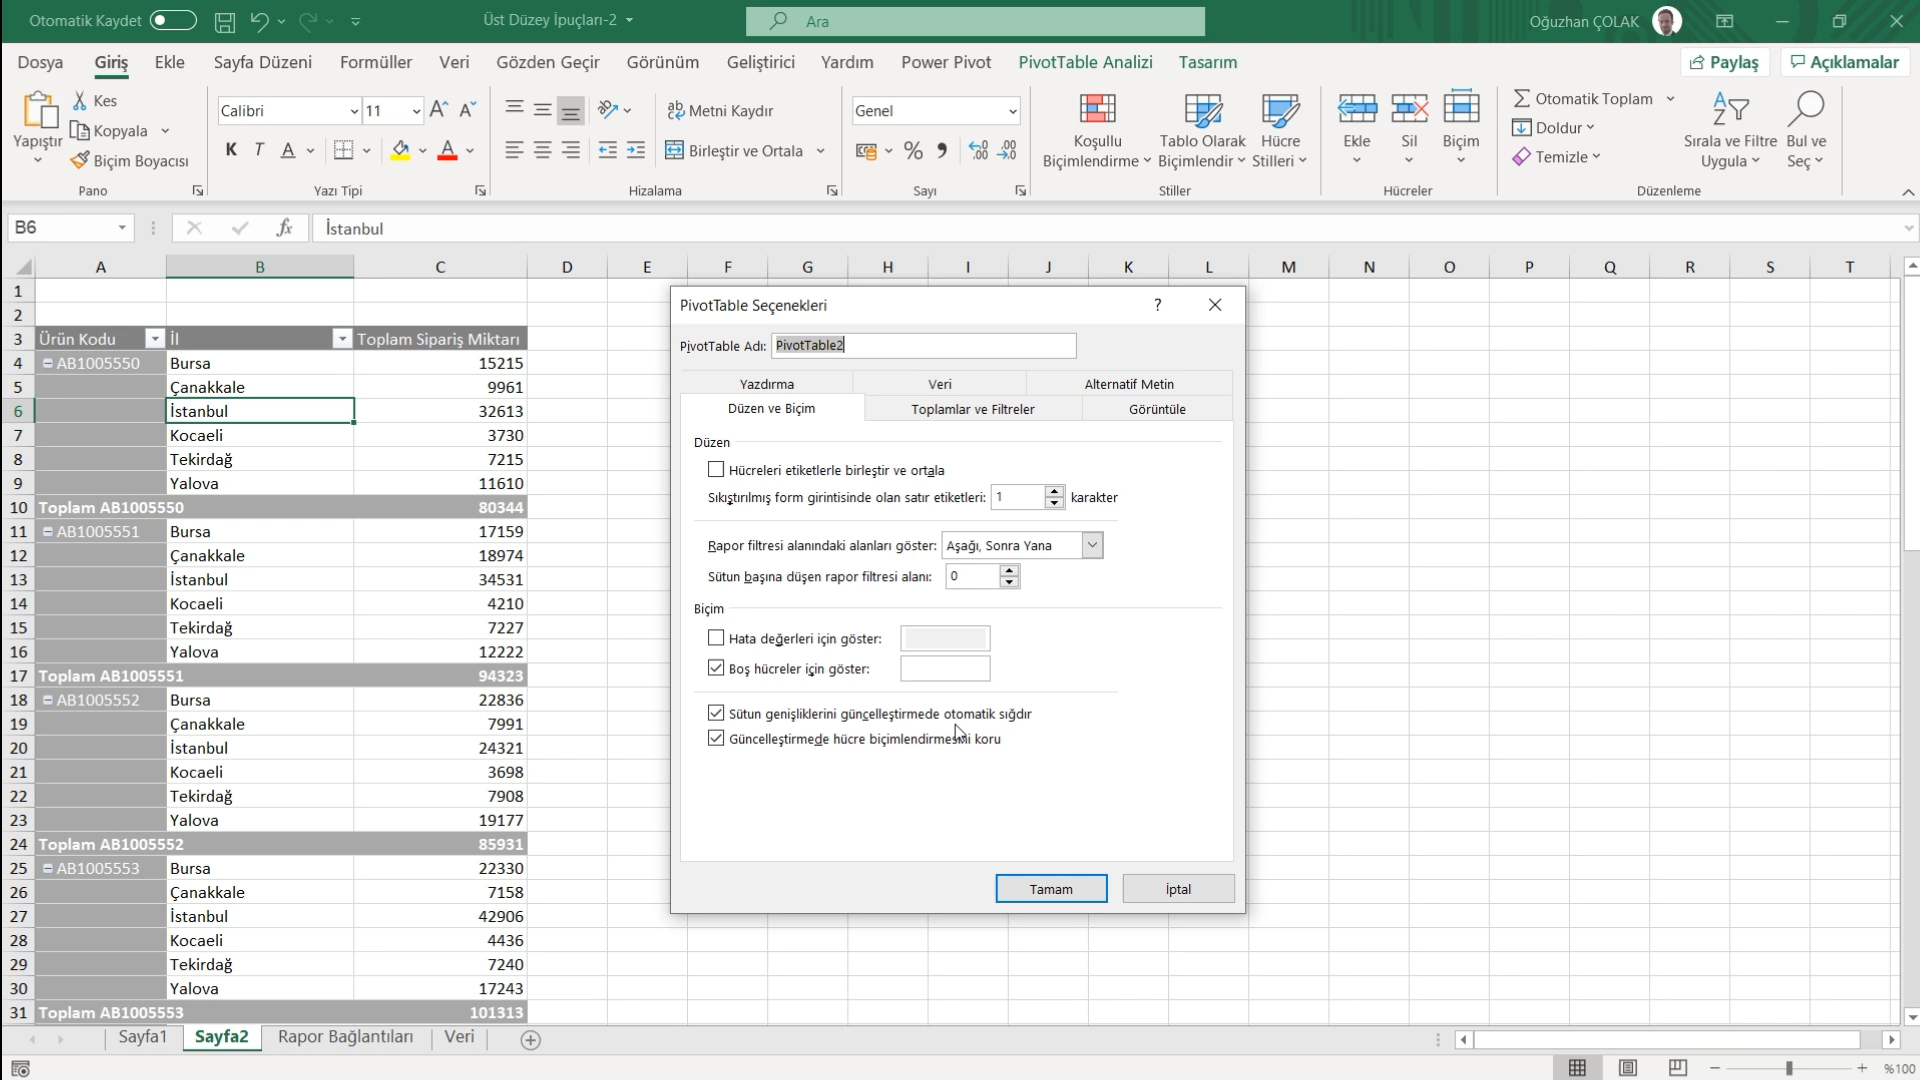 Otomatik Kaydet
Üst Düzey İpuçları-2
Ara
Oğuzhan ÇOLAK
Dosya Giriş Ekle Sayfa Düzeni Formüller Veri Gözden Geçir Görünüm Geliştirici Yardım Power Pivot PivotTable Analizi Tasarım
Paylaş
Açıklamalar
Yapıştır
Kes
Kopyala
Biçim Boyacısı
Pano
Calibri 11
K T A
Yazı Tipi
Metni Kaydır
Birleştir ve Ortala
Hizalama
Genel
Sayı
Koşullu Biçimlendirme
Tablo Olarak Biçimlendir
Hücre Stilleri
Stiller
Ekle
Sil
Biçim
Hücreler
Otomatik Toplam
Doldur
Temizle
Sırala ve Filtre Uygula
Bul ve Seç
Düzenleme
B6
fx
İstanbul
A B C D E F G H I J K L M N O P Q R S T
1
2
3 Ürün Kodu İl Toplam Sipariş Miktarı
4 AB1005550 Bursa 15215
5 Çanakkale 9961
6 İstanbul 32613
7 Kocaeli 3730
8 Tekirdağ 7215
9 Yalova 11610
10 Toplam AB1005550 80344
11 AB1005551 Bursa 17159
12 Çanakkale 18974
13 İstanbul 34531
14 Kocaeli 4210
15 Tekirdağ 7227
16 Yalova 12222
17 Toplam AB1005551 94323
18 AB1005552 Bursa 22836
19 Çanakkale 7991
20 İstanbul 24321
21 Kocaeli 3698
22 Tekirdağ 7908
23 Yalova 19177
24 Toplam AB1005552 85931
25 AB1005553 Bursa 22330
26 Çanakkale 7158
27 İstanbul 42906
28 Kocaeli 4436
29 Tekirdağ 7240
30 Yalova 17243
31 Toplam AB1005553 101313
PivotTable Seçenekleri ?
PivotTable Adı: PivotTable2
Yazdırma Veri Alternatif Metin
Düzen ve Biçim Toplamlar ve Filtreler Görüntüle
Düzen
Hücreleri etiketlerle birleştir ve ortala
Sıkıştırılmış form girintisinde olan satır etiketleri: 1 karakter
Rapor filtresi alanındaki alanları göster: Aşağı, Sonra Yana
Sütun başına düşen rapor filtresi alanı: 0
Biçim
Hata değerleri için göster:
Boş hücreler için göster:
Sütun genişliklerini güncelleştirmede otomatik sığdır
Güncelleştirmede hücre biçimlendirmesini koru
Tamam İptal
Sayfa1 Sayfa2 Rapor Bağlantıları Veri
%100